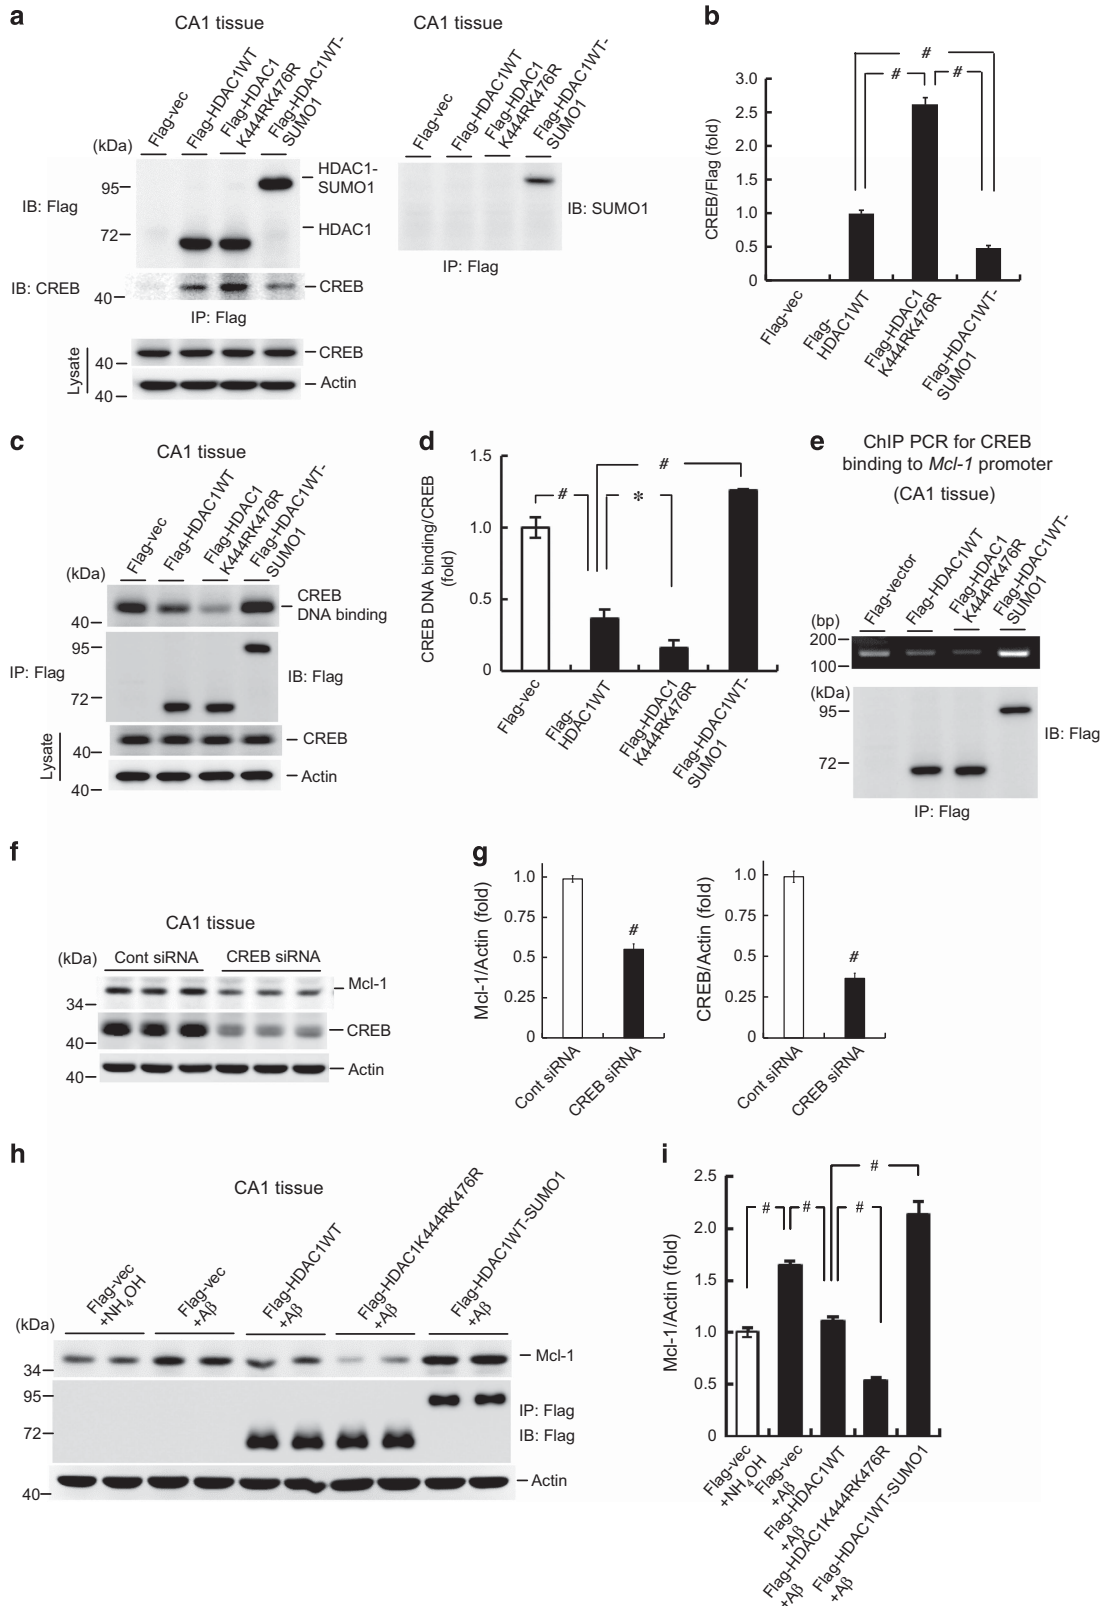 a
CA1 tissue
CA1 tissue
Flag-vec
Flag-HDAC1WT
Flag-HDAC1
K444RK476R
Flag-HDAC1WT-
SUMO1
Flag-vec
Flag-HDAC1WT
Flag-HDAC1
K444RK476R
Flag-HDAC1WT-
SUMO1
(kDa)
95
72
IB: Flag
HDAC1-
SUMO1
HDAC1
IB: SUMO1
IP: Flag
IB: CREB
40
CREB
IP: Flag
Lysate
40
CREB
40
Actin
b
CREB/Flag (fold)
3.0
2.5
2.0
1.5
1.0
0.5
0
#
#
#
Flag-vec
Flag-
HDAC1WT
Flag-HDAC1
K444RK476R
Flag-HDAC1WT-
SUMO1
c
CA1 tissue
Flag-vec
Flag-HDAC1WT
Flag-HDAC1
K444RK476R
Flag-HDAC1WT-
SUMO1
(kDa)
40
CREB
DNA binding
95
IP: Flag
IB: Flag
72
Lysate
40
CREB
40
Actin
d
CREB DNA binding/CREB
(fold)
1.5
1.0
0.5
0
#
#
*
Flag-vec
Flag-
HDAC1WT
Flag-HDAC1
K444RK476R
Flag-HDAC1WT-
SUMO1
e
ChIP PCR for CREB
binding to Mcl-1 promoter
(CA1 tissue)
Flag-vector
Flag-HDAC1WT
Flag-HDAC1
K444RK476R
Flag-HDAC1WT-
SUMO1
(bp)
200
100
(kDa)
95
IB: Flag
72
IP: Flag
f
CA1 tissue
(kDa)
Cont siRNA
CREB siRNA
Mcl-1
34
CREB
40
Actin
40
g
Mcl-1/Actin (fold)
1.0
0.75
0.5
0.25
0
#
Cont siRNA
CREB siRNA
CREB/Actin (fold)
1.0
0.75
0.5
0.25
0
#
Cont siRNA
CREB siRNA
h
CA1 tissue
Flag-vec
+NH4OH
Flag-vec
+Aβ
Flag-HDAC1WT
+Aβ
Flag-HDAC1K444RK476R
+Aβ
Flag-HDAC1WT-SUMO1
+Aβ
(kDa)
Mcl-1
34
95
IP: Flag
72
IB: Flag
Actin
40
i
Mcl-1/Actin (fold)
2.5
2.0
1.5
1.0
0.5
0
#
#
#
#
Flag-vec
+NH4OH
Flag-vec
+Aβ
Flag-HDAC1WT
+Aβ
Flag-HDAC1K444RK476R
+Aβ
Flag-HDAC1WT-SUMO1
+Aβ